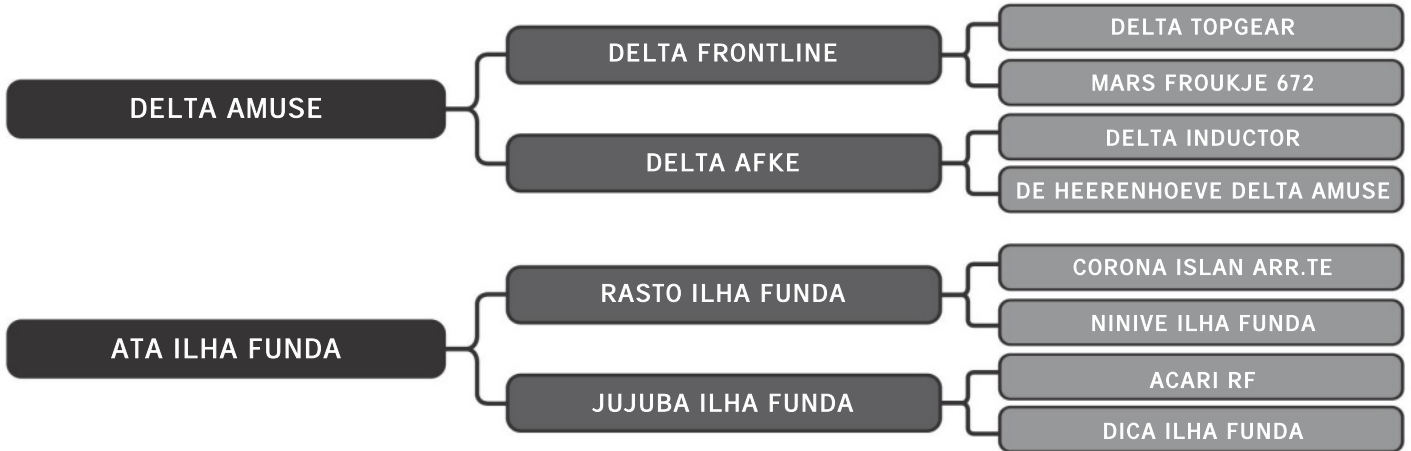 DELTA AMUSE
DELTA FRONTLINE
DELTA TOPGEAR
MARS FROUKJE 672
DELTA AFKE
DELTA INDUCTOR
DE HEERENHOEVE DELTA AMUSE
ATA ILHA FUNDA
RASTO ILHA FUNDA
CORONA ISLAN ARR.TE
NINIVE ILHA FUNDA
JUJUBA ILHA FUNDA
ACARI RF
DICA ILHA FUNDA